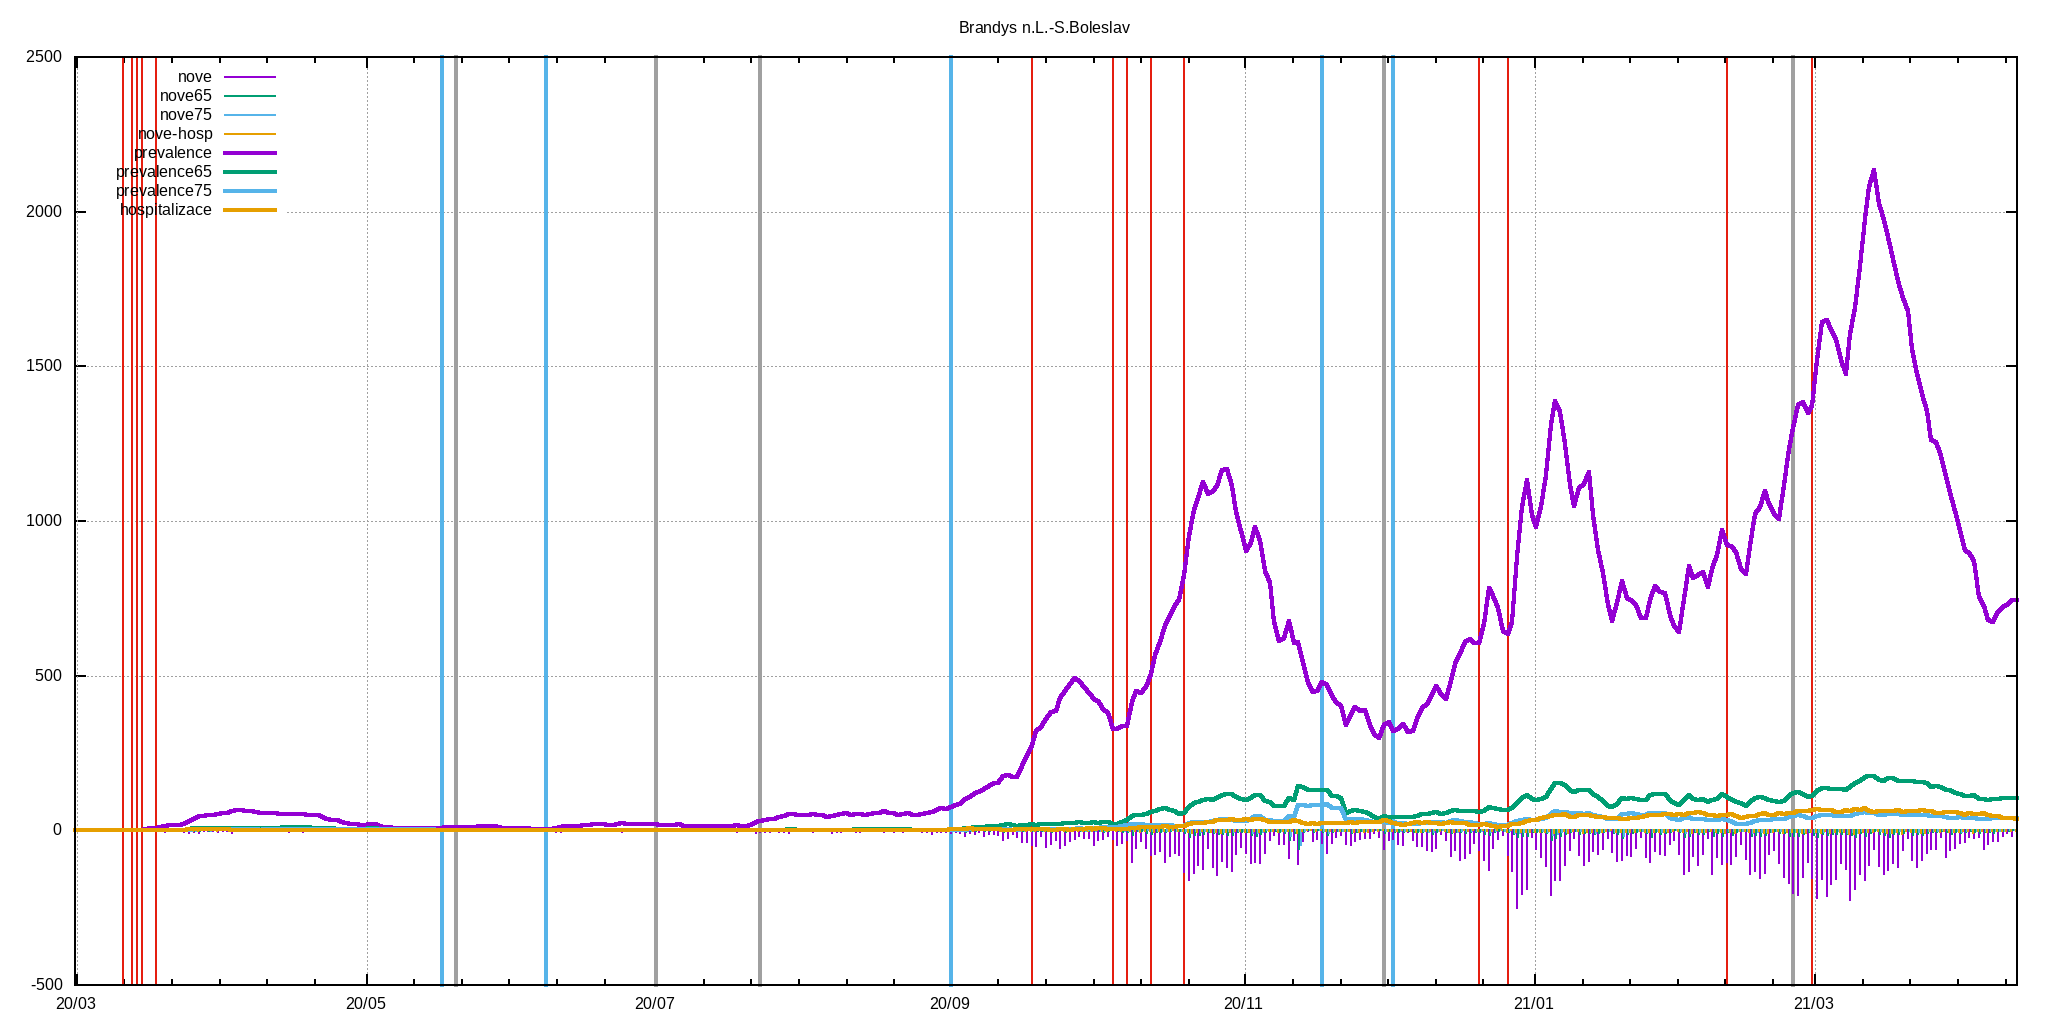 Brandys n.L.-S.Boleslav
2500
2000
1500
1000
500
0
-500
nove
nove65
nove75
nove-hosp
prevalence
prevalence65
prevalence75
hospitalizace
20/03 20/05 20/07 20/09 20/11 21/01 21/03